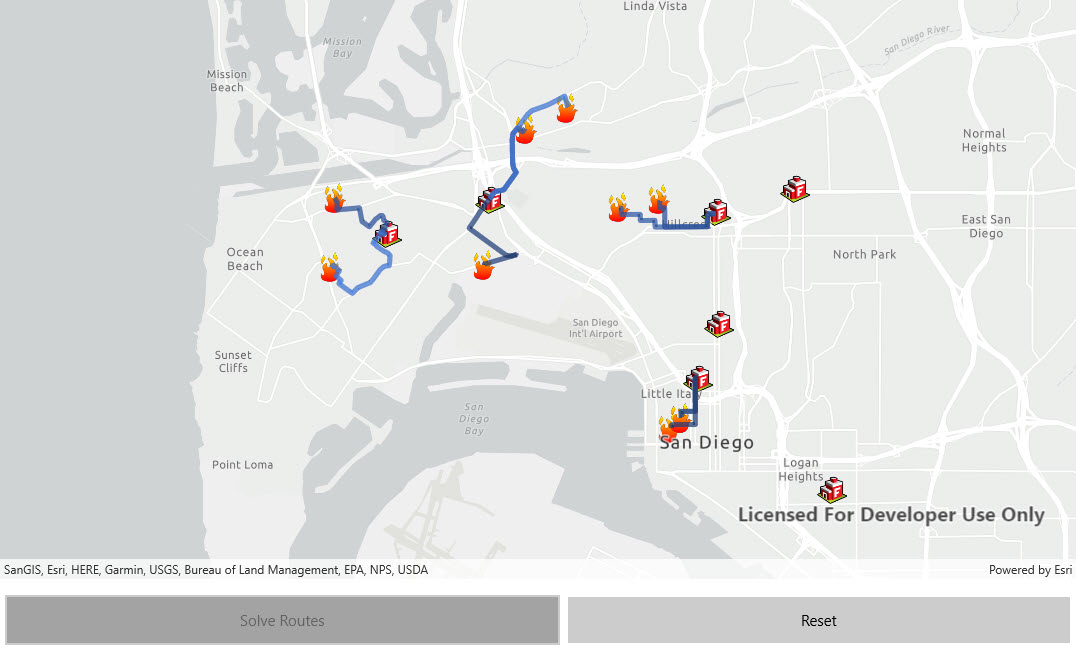 Linda Vista
Mission
Bay
San Diego River
Mission
Beach
Normal
Heights
East San
Diego
Ocean
Beach
North Park
San Diego
Int'l Airport
Sunset
Cliffs
Little Ita
San
Diego
Bay
San Diego
Point Loma
Logan
Heights
Licensed For Developer Use Only
SanGIS, Esri, HERE, Garmin, USGS, Bureau of Land Management, EPA, NPS, USDA
Powered by Esri
Solve Routes
Reset